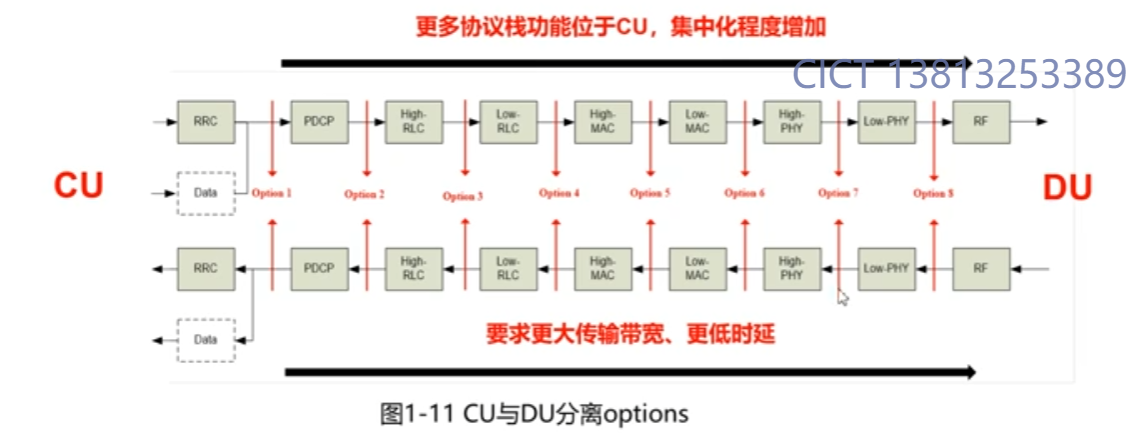 更多协议栈功能位于CU，集中化程度增加
CICT 13813253389
RRC PDCP High-RLC Low-RLC High-MAC Low-MAC High-PHY Low-PHY RF
CU Data Option 1 Option 2 Option 3 Option 4 Option 5 Option 6 Option 7 Option 8 DU
RRC PDCP High-RLC Low-RLC High-MAC Low-MAC High-PHY Low-PHY RF
要求更大传输带宽、更低时延
Data
图1-11 CU与DU分离options